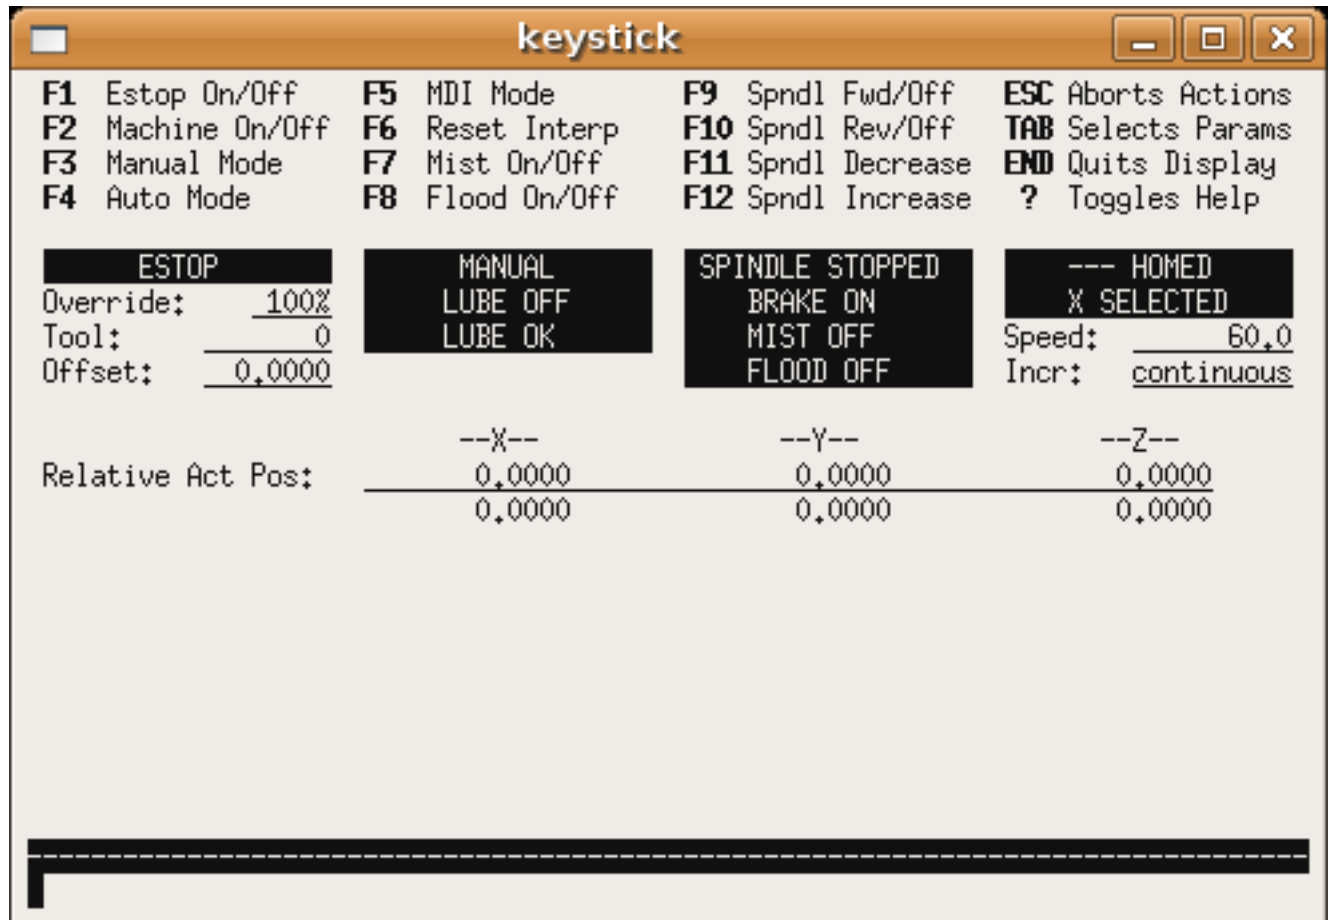 keystick
F1 Estop On/Off F5 MDI Mode F9 Spndl Fwd/Off ESC Aborts Actions
F2 Machine On/Off F6 Reset Interp F10 Spndl Rev/Off TAB Selects Params
F3 Manual Mode F7 Mist On/Off F11 Spndl Decrease END Quits Display
F4 Auto Mode F8 Flood On/Off F12 Spndl Increase ? Toggles Help
ESTOP MANUAL SPINDLE STOPPED --- HOMED
Override: 100% LUBE OFF BRAKE ON X SELECTED
Tool: 0 LUBE OK MIST OFF Speed: 60.0
Offset: 0.0000 FLOOD OFF Incr: continuous
--X-- --Y-- --Z--
Relative Act Pos: 0.0000 0.0000 0.0000
0.0000 0.0000 0.0000
--------------------------------------------------------------------------------